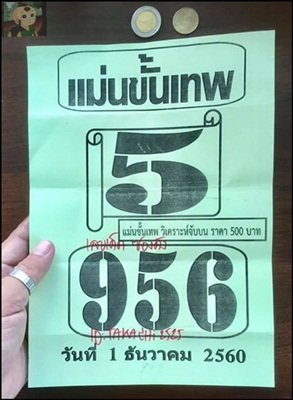 แม่นขั้นเทพ
5
แม่นขั้นเทพ วิเคราะห์จับบน ราคา 500 บาท
956
ID.TAKACHI2525
วันที่ 1 ธันวาคม 2560